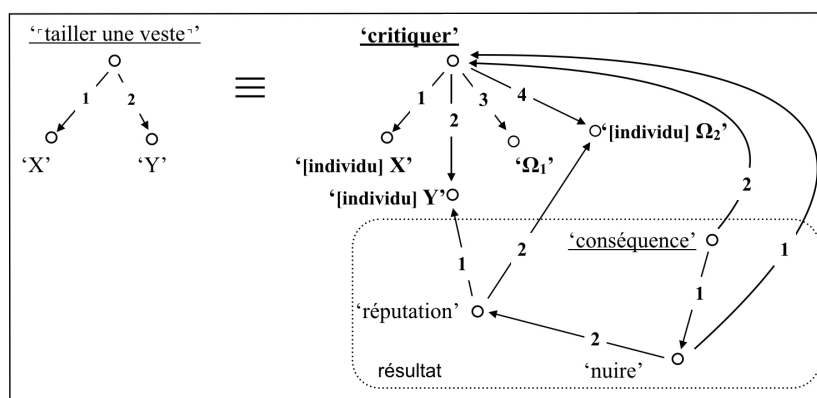 ‘⌜tailler une veste⌝’
‘critiquer’
1
2
≡
1
2
3
4
‘X’
‘Y’
‘[individu] X’
‘Ω₁’
‘[individu] Ω₂’
‘[individu] Y’
2
‘conséquence’
1
2
1
1
‘réputation’
2
résultat
‘nuire’